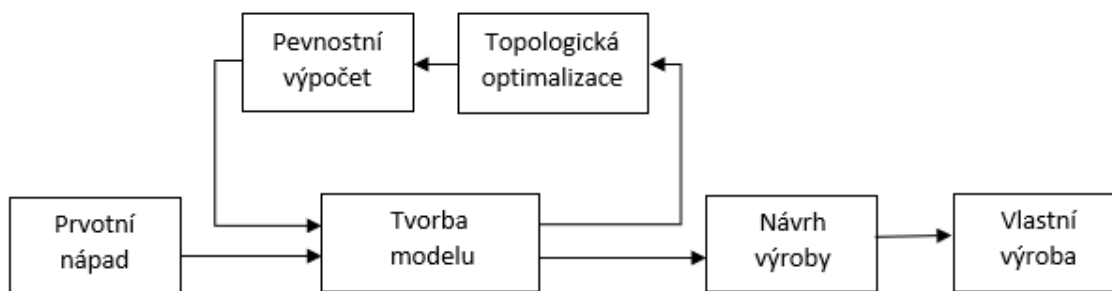 Pevnostní
výpočet
Topologická
optimalizace
Prvotní
nápad
Tvorba
modelu
Návrh
výroby
Vlastní
výroba